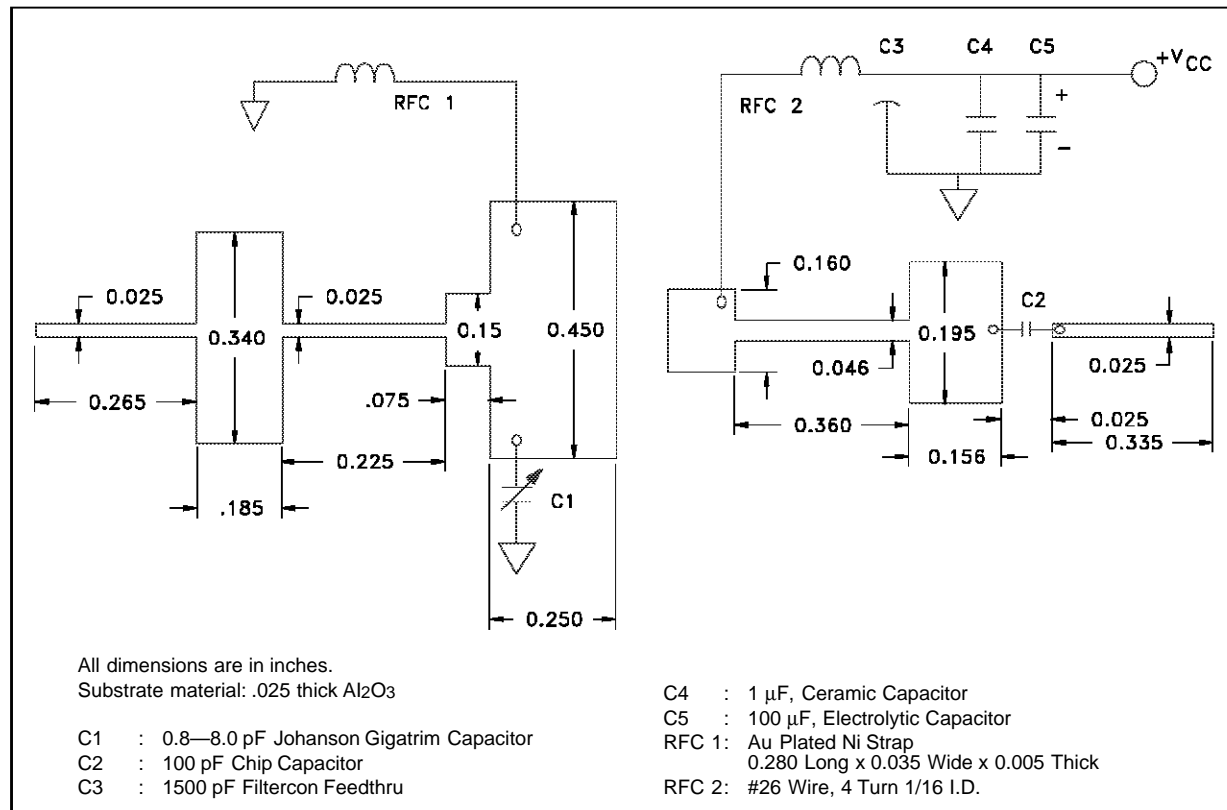 C3 C4 C5
+VCC
RFC 1
RFC 2
+
−
0.160
0.025 0.025
C2
0.340 0.15 0.450
0.195
0.046
0.025
0.265
.075
0.360
0.025
0.335
0.225
0.156
.185
C1
0.250
All dimensions are in inches.
Substrate material: .025 thick Al2O3
C1 : 0.8—8.0 pF Johanson Gigatrim Capacitor
C2 : 100 pF Chip Capacitor
C3 : 1500 pF Filtercon Feedthru
C4 : 1 μF, Ceramic Capacitor
C5 : 100 μF, Electrolytic Capacitor
RFC 1: Au Plated Ni Strap
0.280 Long x 0.035 Wide x 0.005 Thick
RFC 2: #26 Wire, 4 Turn 1/16 I.D.